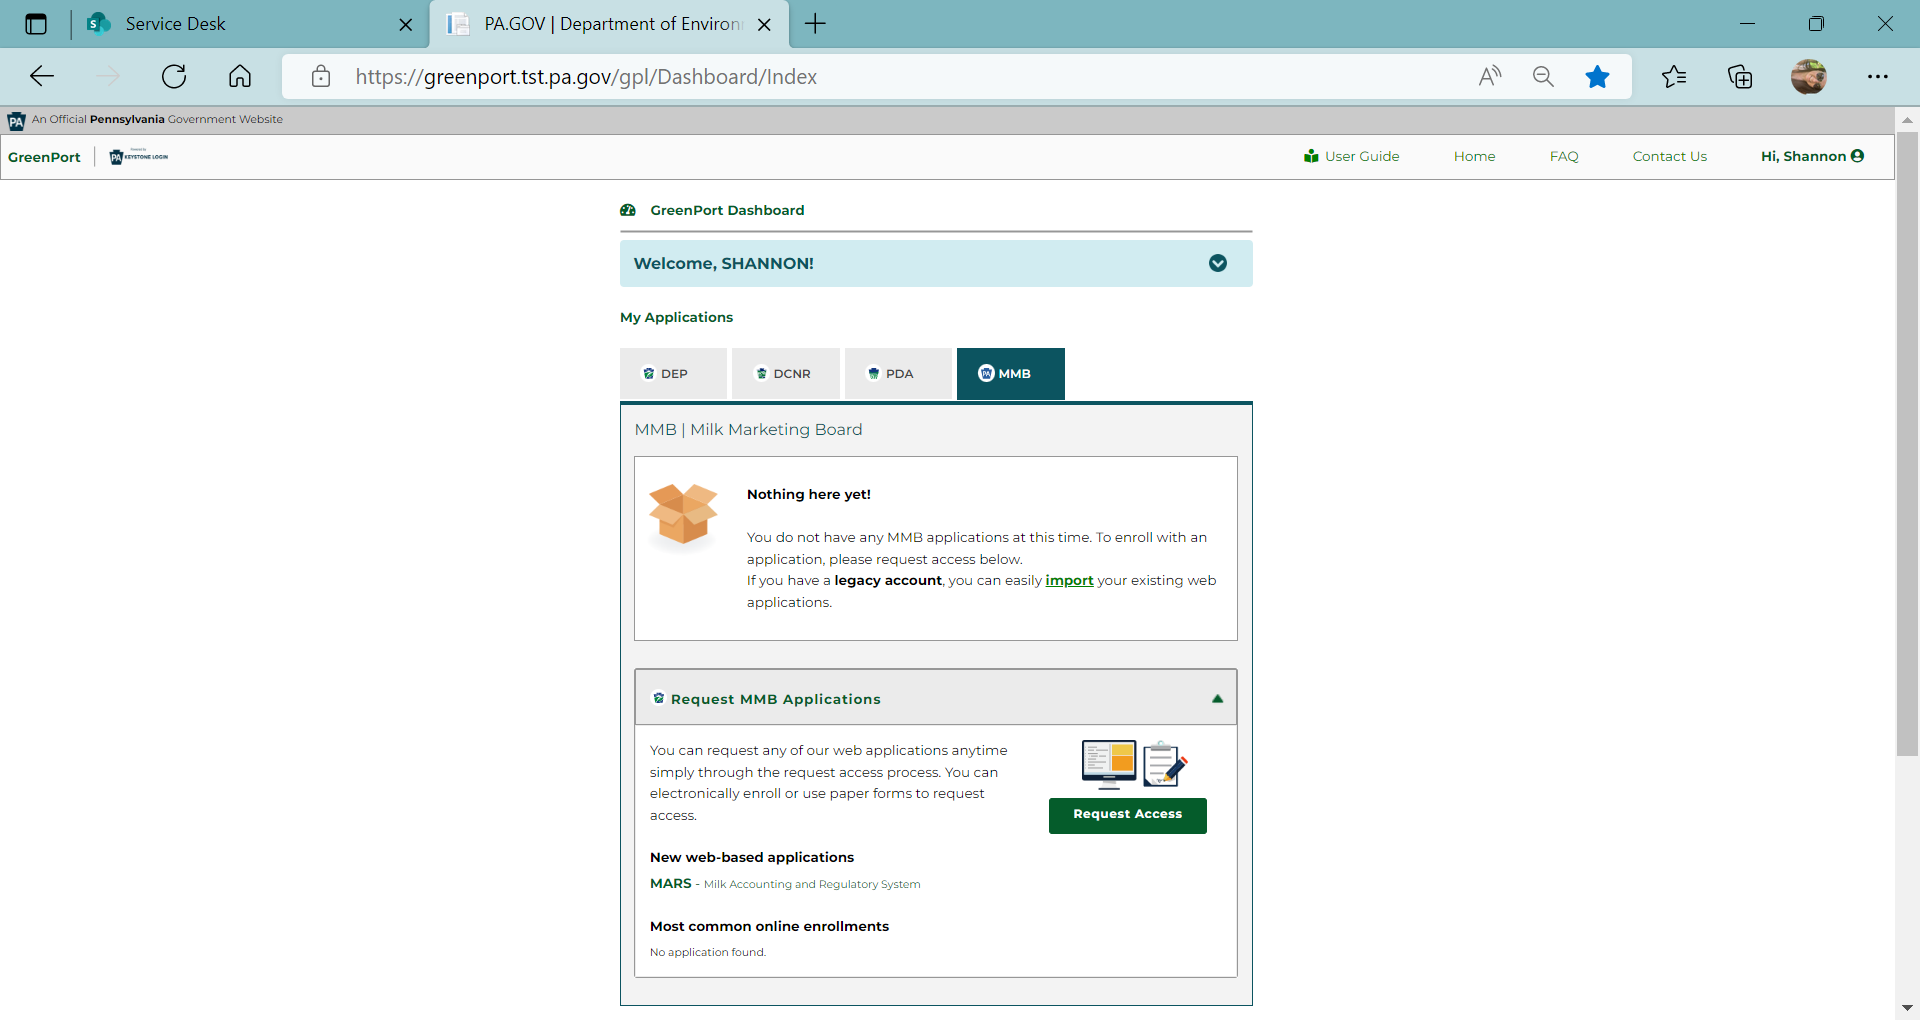 Service Desk
PA.GOV | Department of Environ
https://greenport.tst.pa.gov/gpl/Dashboard/Index
PA An Official Pennsylvania Government Website
GreenPort
PA KEYSTONE LOGIN
User Guide
Home
FAQ
Contact Us
Hi, Shannon
GreenPort Dashboard
Welcome, SHANNON!
My Applications
DEP
DCNR
PDA
PA MMB
MMB | Milk Marketing Board
Nothing here yet!
You do not have any MMB applications at this time. To enroll with an
application, please request access below.
If you have a legacy account, you can easily import your existing web
applications.
Request MMB Applications
You can request any of our web applications anytime
simply through the request access process. You can
electronically enroll or use paper forms to request
access.
Request Access
New web-based applications
MARS - Milk Accounting and Regulatory System
Most common online enrollments
No application found.